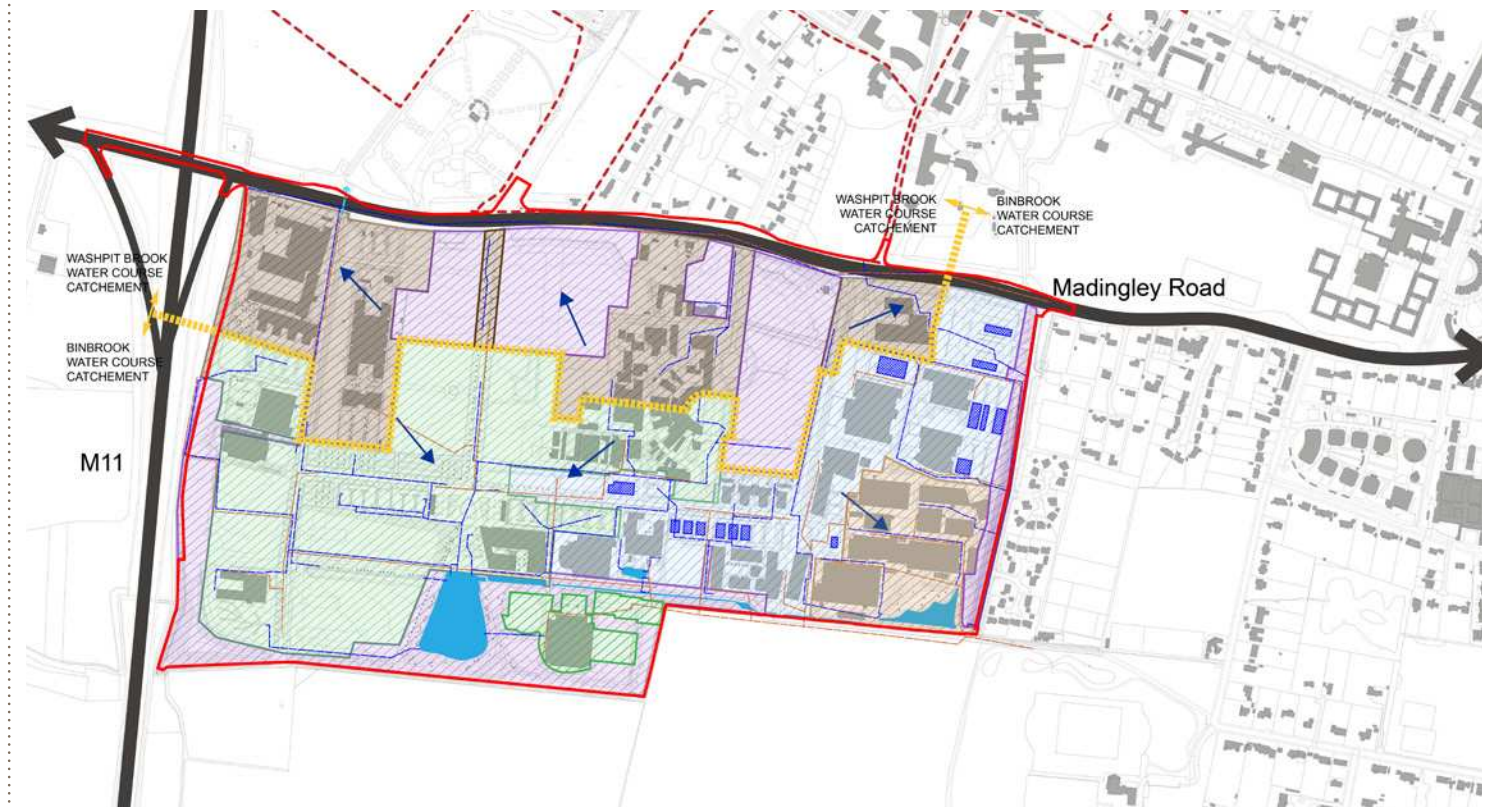 WASHPIT BROOK
WATER COURSE
CATCHEMENT
BINBROOK
WATER COURSE
CATCHEMENT
WASHPIT BROOK
WATER COURSE
CATCHEMENT
BINBROOK
WATER COURSE
CATCHEMENT
Madingley Road
M11